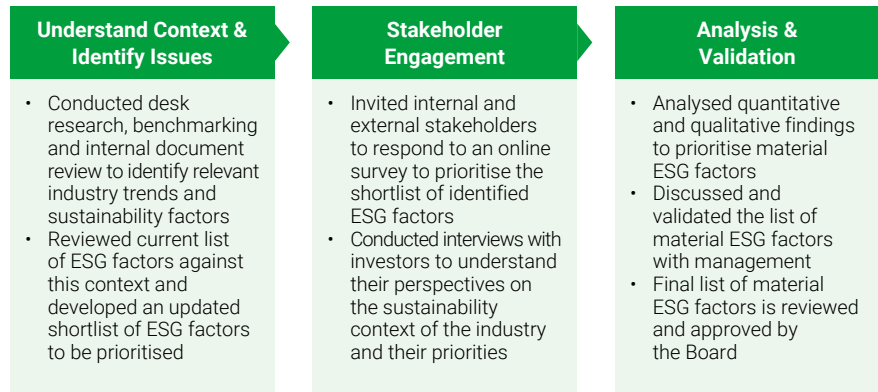 Understand Context &
Identify Issues
• Conducted desk
research, benchmarking
and internal document
review to identify relevant
industry trends and
sustainability factors
• Reviewed current list
of ESG factors against
this context and
developed an updated
shortlist of ESG factors
to be prioritised
Stakeholder
Engagement
• Invited internal and
external stakeholders
to respond to an online
survey to prioritise the
shortlist of identified
ESG factors
• Conducted interviews with
investors to understand
their perspectives on
the sustainability
context of the industry
and their priorities
Analysis &
Validation
• Analysed quantitative
and qualitative findings
to prioritise material
ESG factors
• Discussed and
validated the list of
material ESG factors
with management
• Final list of material
ESG factors is reviewed
and approved by
the Board